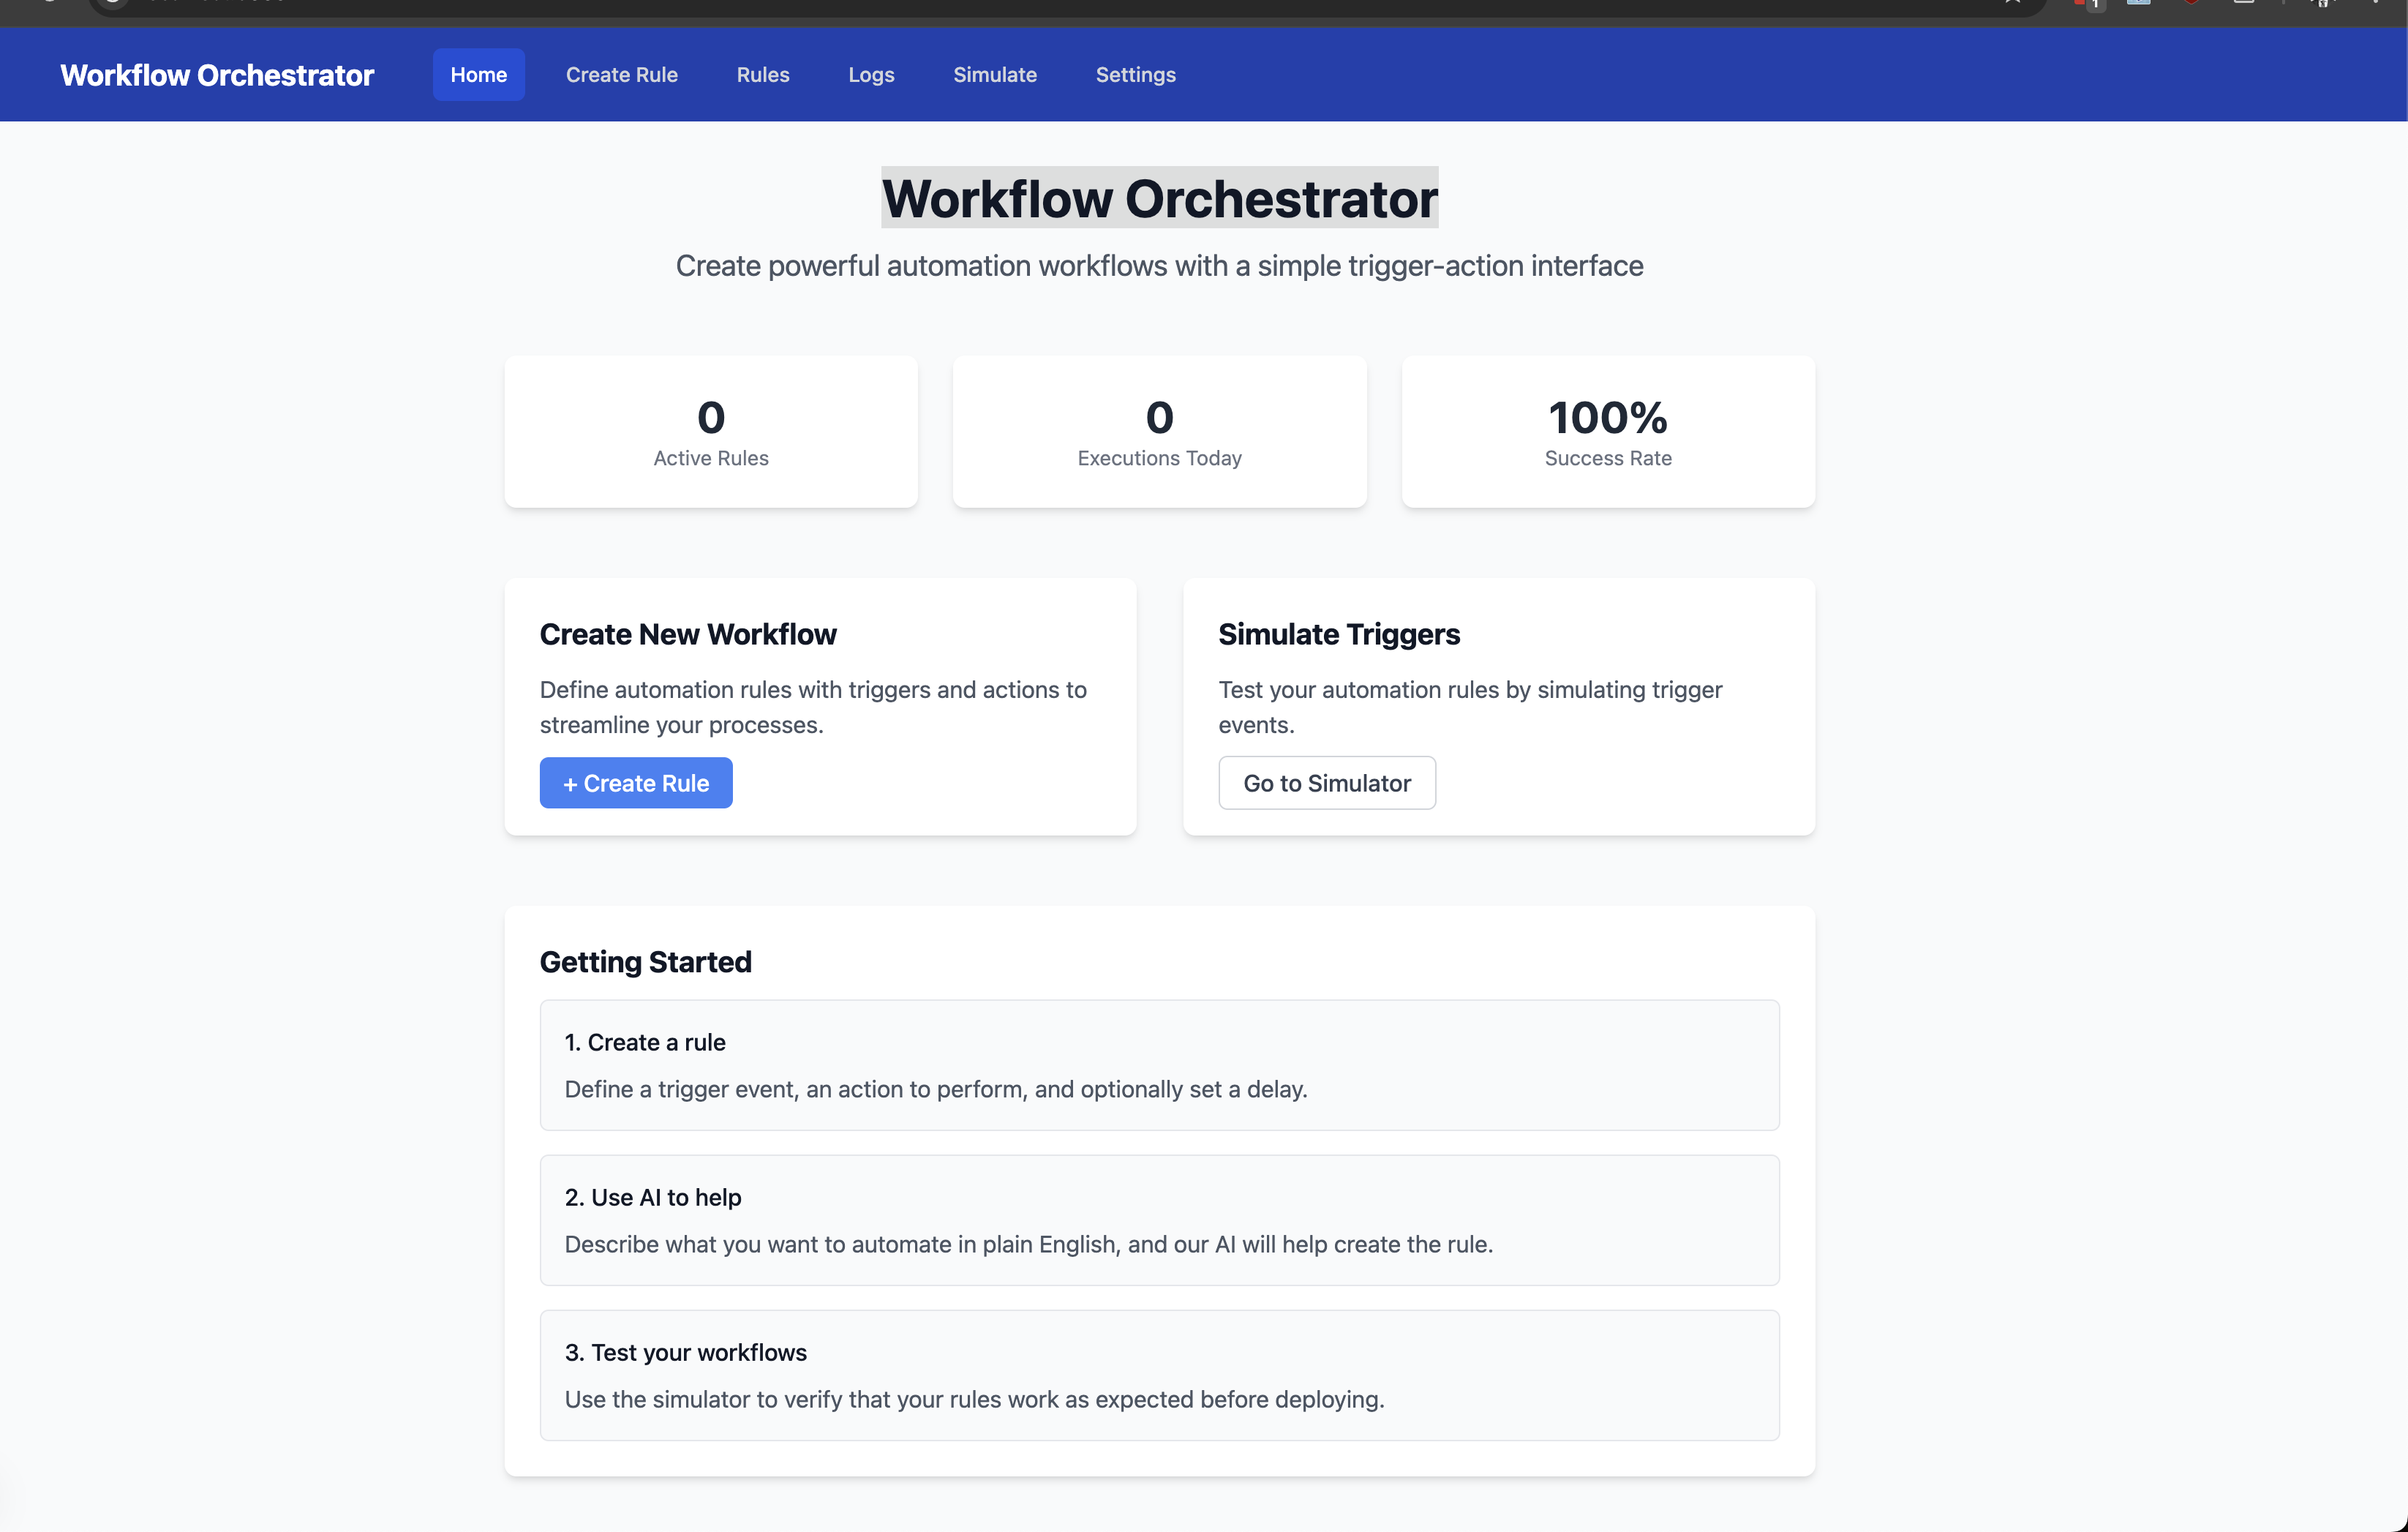 Workflow Orchestrator
Home
Create Rule
Rules
Logs
Simulate
Settings
Workflow Orchestrator
Create powerful automation workflows with a simple trigger-action interface
0
Active Rules
0
Executions Today
100%
Success Rate
Create New Workflow
Define automation rules with triggers and actions to
streamline your processes.
+ Create Rule
Simulate Triggers
Test your automation rules by simulating trigger
events.
Go to Simulator
Getting Started
1. Create a rule
Define a trigger event, an action to perform, and optionally set a delay.
2. Use AI to help
Describe what you want to automate in plain English, and our AI will help create the rule.
3. Test your workflows
Use the simulator to verify that your rules work as expected before deploying.